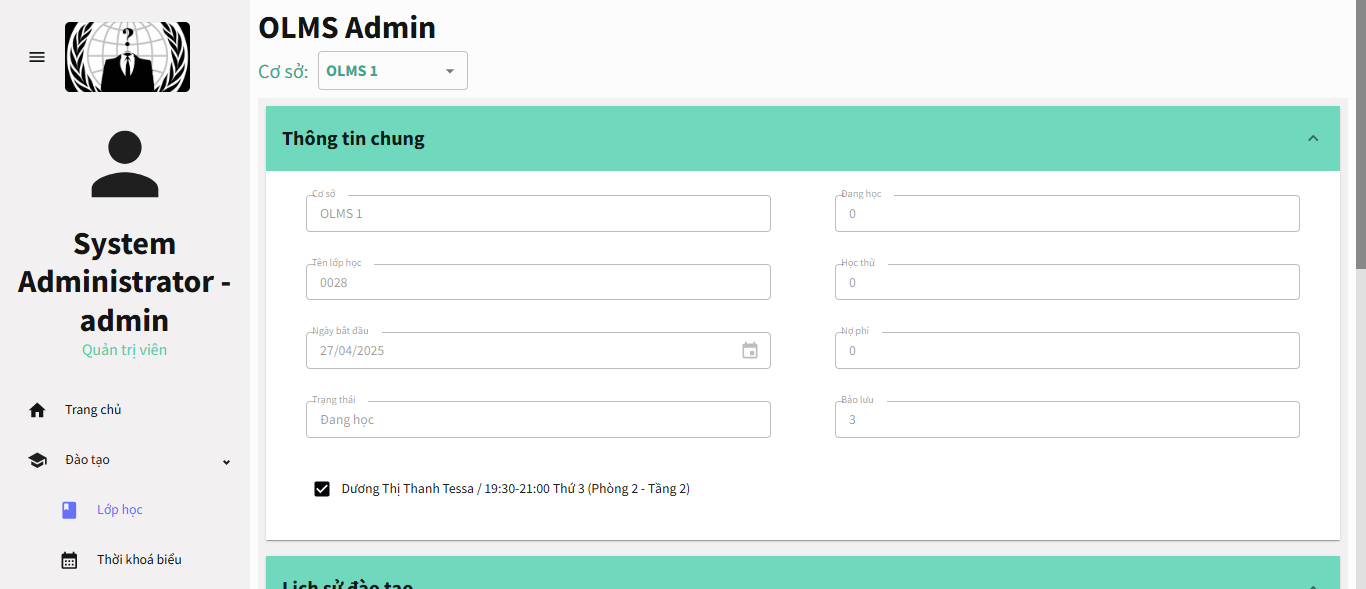 ?
System
Administrator -
admin
Quản trị viên
Trang chủ
Đào tạo
Lớp học
Thời khoá biểu
OLMS Admin
Cơ sở:
OLMS 1
Thông tin chung
Cơ sở
OLMS 1
Đang học
0
Tên lớp học
0028
Học thử
0
Ngày bắt đầu
27/04/2025
Nợ phí
0
Trạng thái
Đang học
Bảo lưu
3
Dương Thị Thanh Tessa / 19:30-21:00 Thứ 3 (Phòng 2 - Tầng 2)
Lịch sử đào tạo